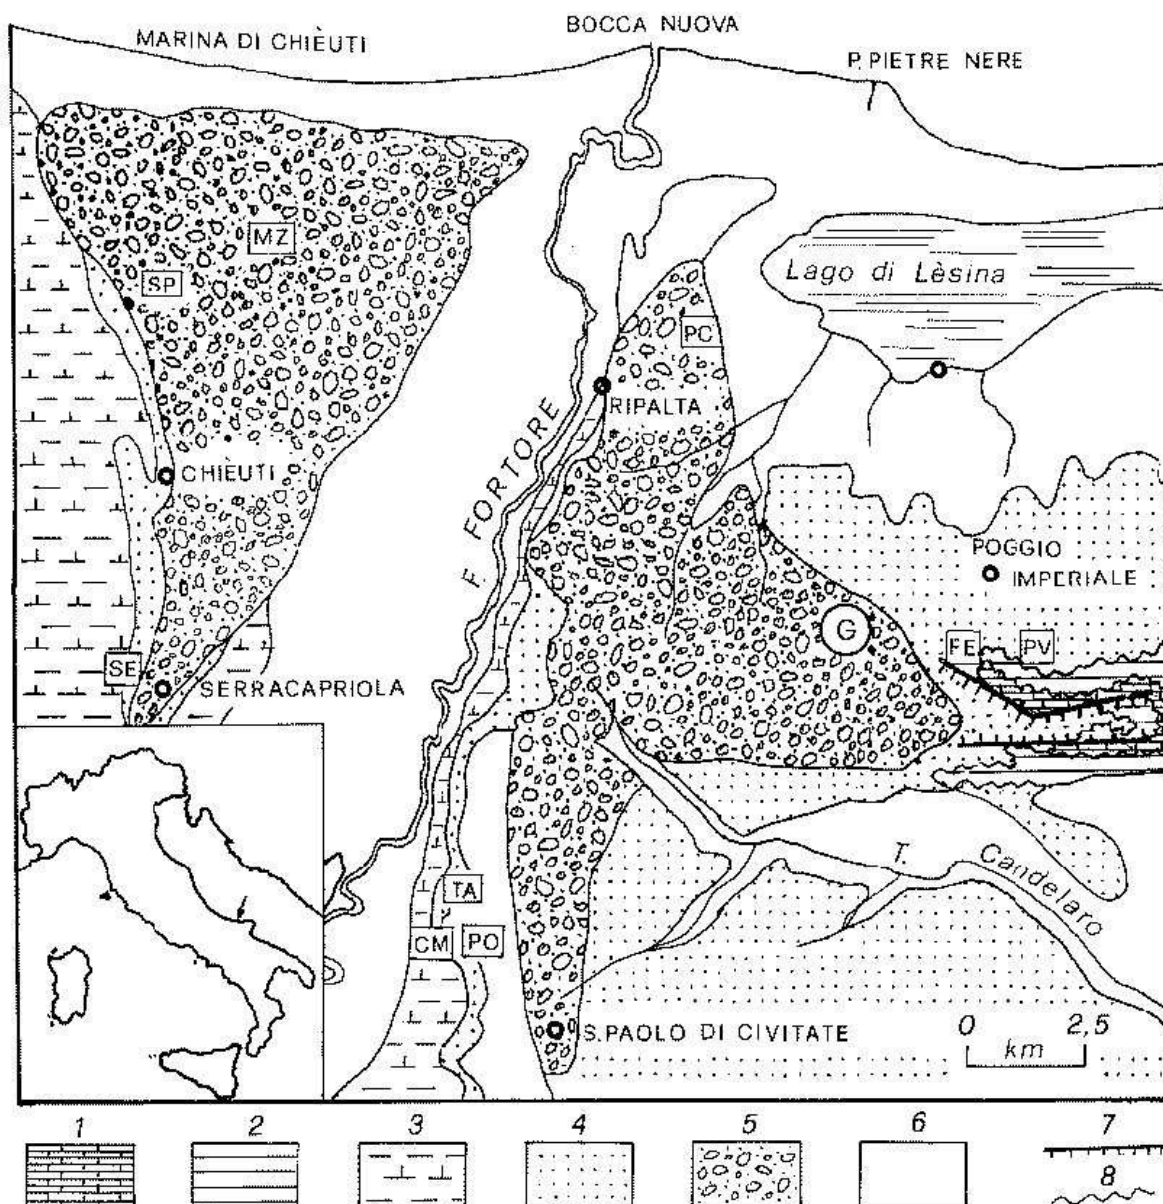 BOCCA NUOVA
MARINA DI CHIÈUTI
P. PIETRE NERE
MZ
SP
Lago di Lèsina
PC
RIPALTA
F. FORTORE
CHIÈUTI
POGGIO
IMPERIALE
G
FE
PV
SE
SERRACAPRIOLA
T. Candelaro
TA
CM
PO
S.PAOLO DI CIVITATE
0 2,5
km
1 2 3 4 5 6 7
8